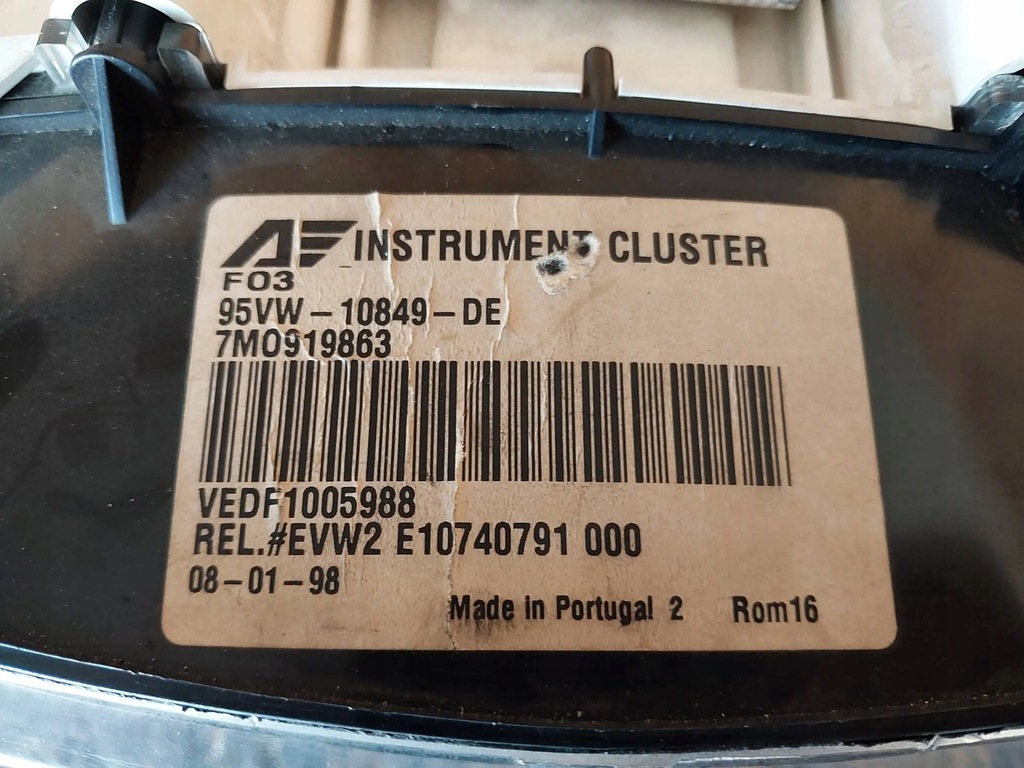 AF INSTRUMENT CLUSTER
F03
95VW-10849-DE
7M0919863
VEDF1005988
REL.#EVW2 E10740791 000
08-01-98
Made in Portugal 2 Rom16